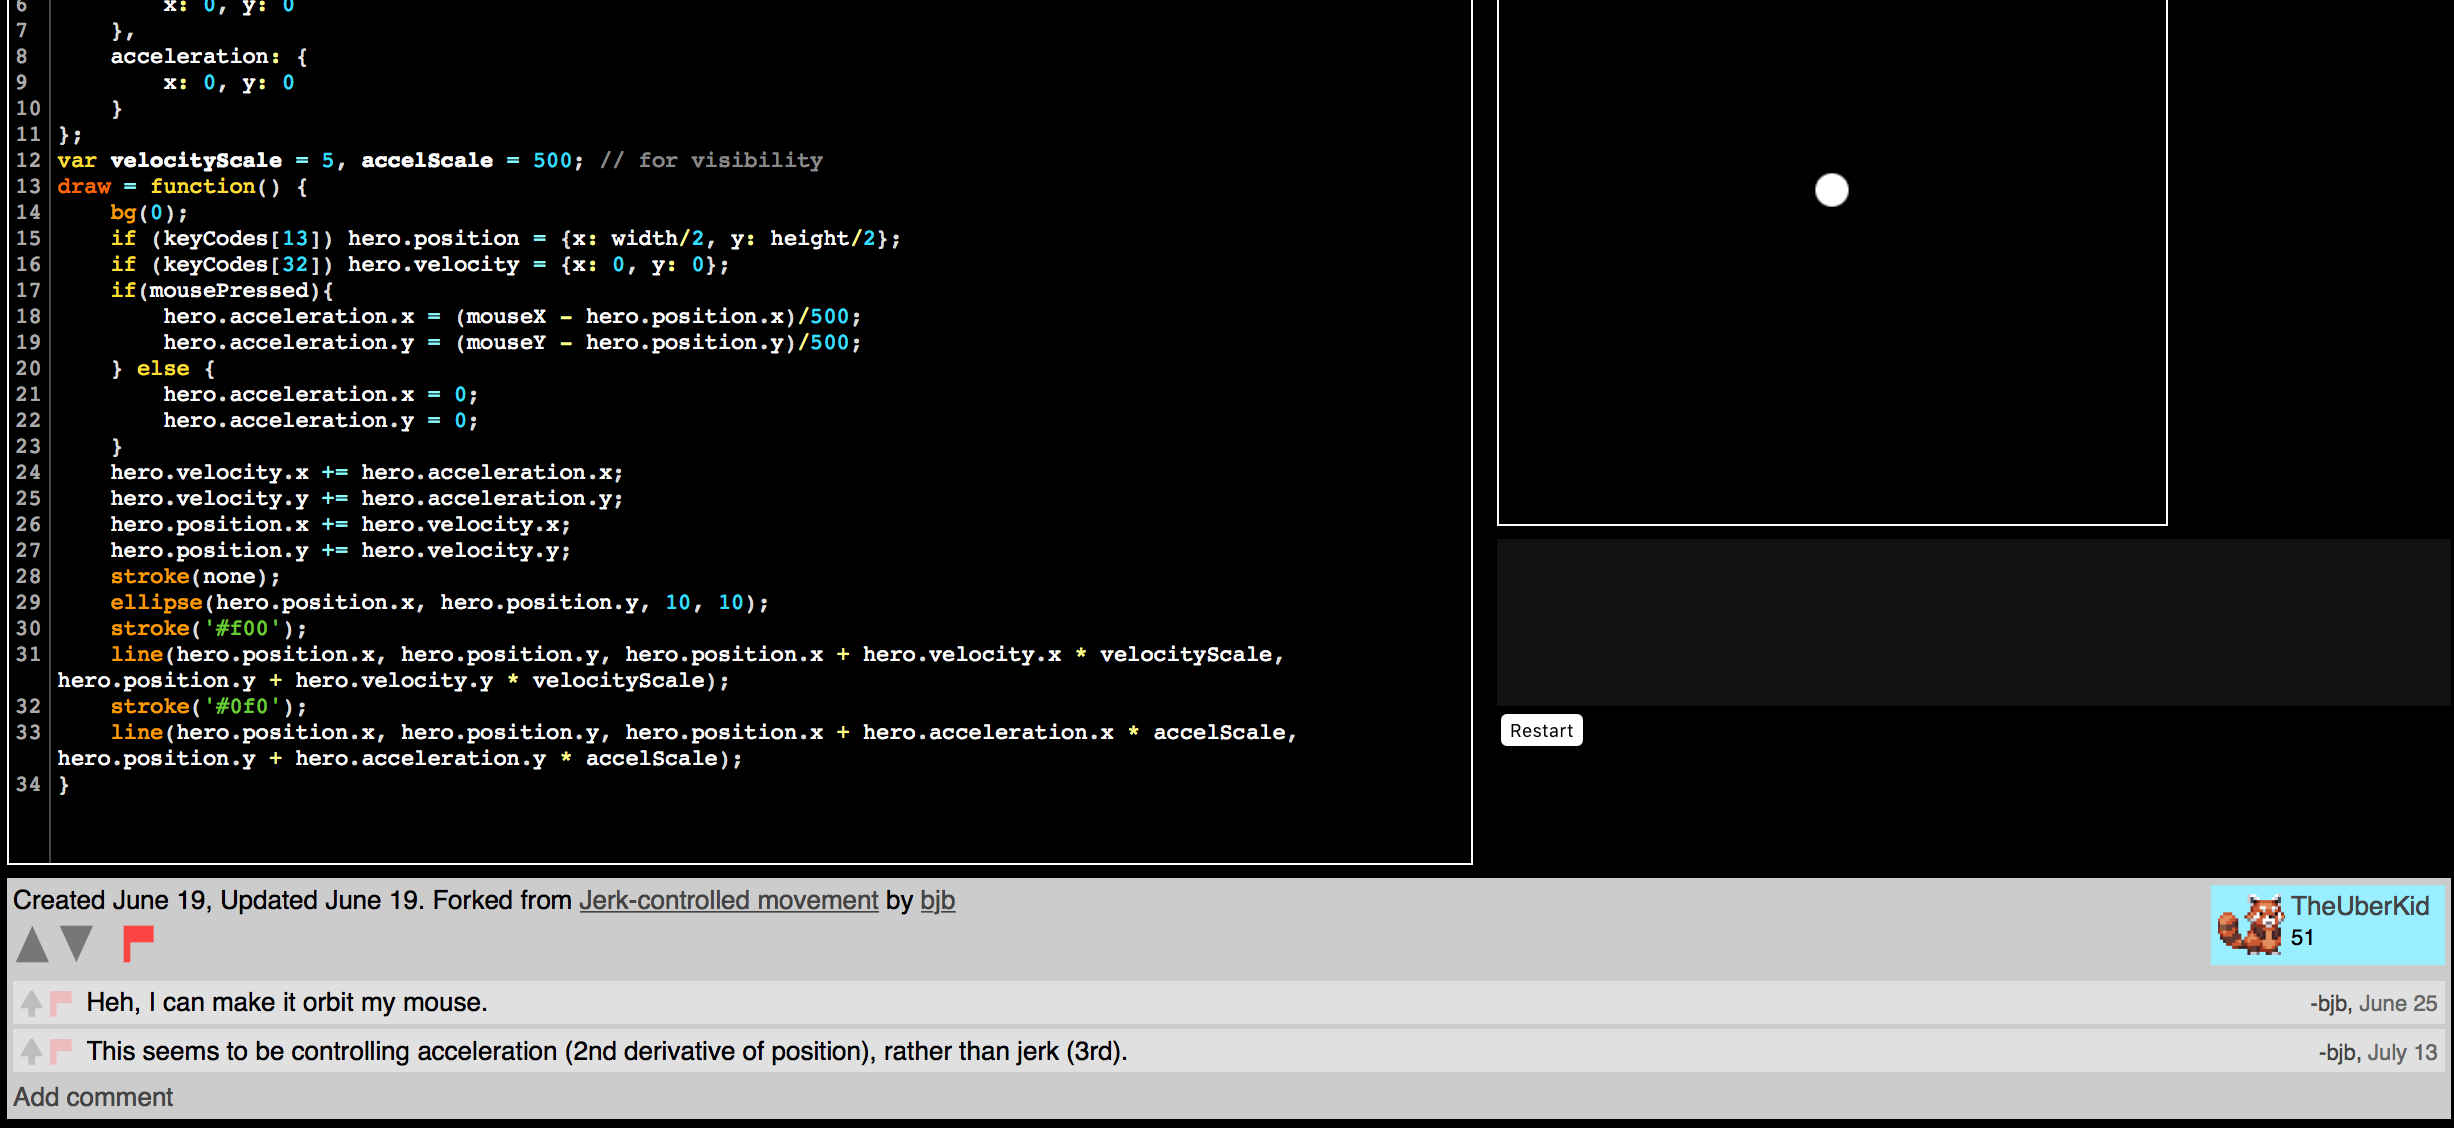 6 x: 0, y: 0
7 },
8 acceleration: {
9 x: 0, y: 0
10 }
11 };
12 var velocityScale = 5, accelScale = 500; // for visibility
13 draw = function() {
14 bg(0);
15 if (keyCodes[13]) hero.position = {x: width/2, y: height/2};
16 if (keyCodes[32]) hero.velocity = {x: 0, y: 0};
17 if(mousePressed){
18 hero.acceleration.x = (mouseX - hero.position.x)/500;
19 hero.acceleration.y = (mouseY - hero.position.y)/500;
20 } else {
21 hero.acceleration.x = 0;
22 hero.acceleration.y = 0;
23 }
24 hero.velocity.x += hero.acceleration.x;
25 hero.velocity.y += hero.acceleration.y;
26 hero.position.x += hero.velocity.x;
27 hero.position.y += hero.velocity.y;
28 stroke(none);
29 ellipse(hero.position.x, hero.position.y, 10, 10);
30 stroke('#f00');
31 line(hero.position.x, hero.position.y, hero.position.x + hero.velocity.x * velocityScale,
hero.position.y + hero.velocity.y * velocityScale);
32 stroke('#0f0');
33 line(hero.position.x, hero.position.y, hero.position.x + hero.acceleration.x * accelScale,
hero.position.y + hero.acceleration.y * accelScale);
34 }
Restart
Created June 19, Updated June 19. Forked from Jerk-controlled movement by bjb
TheUberKid
51
Heh, I can make it orbit my mouse. -bjb, June 25
This seems to be controlling acceleration (2nd derivative of position), rather than jerk (3rd). -bjb, July 13
Add comment